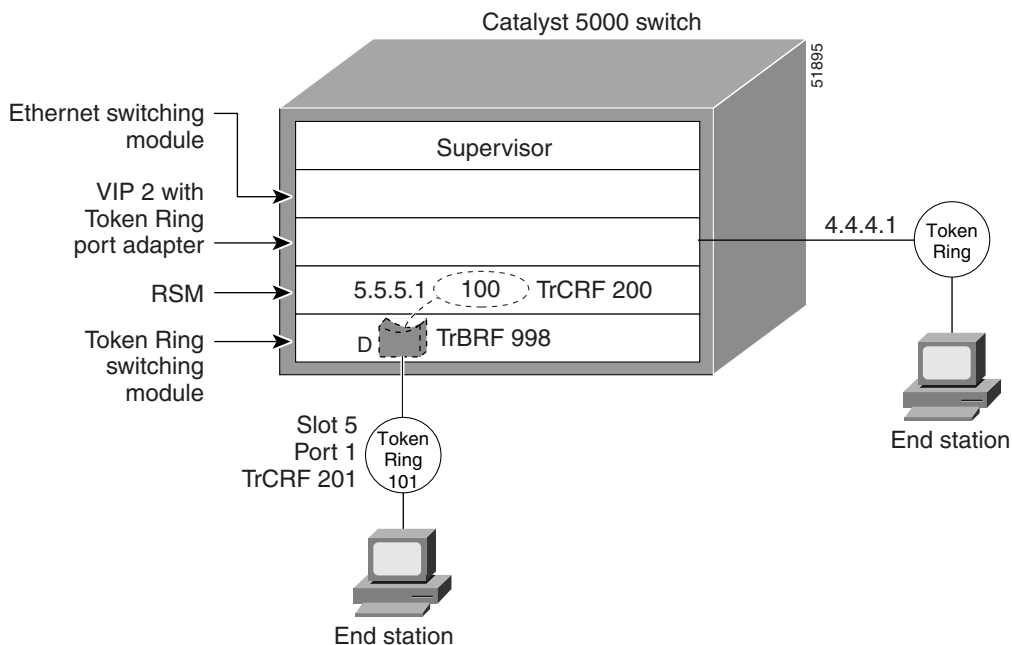 Catalyst 5000 switch
51895
Ethernet switching
module
Supervisor
VIP 2 with
Token Ring
port adapter
4.4.4.1
Token
Ring
RSM
5.5.5.1
100
TrCRF 200
Token Ring
switching
module
D
TrBRF 998
End station
Slot 5
Port 1
TrCRF 201
Token
Ring
101
End station